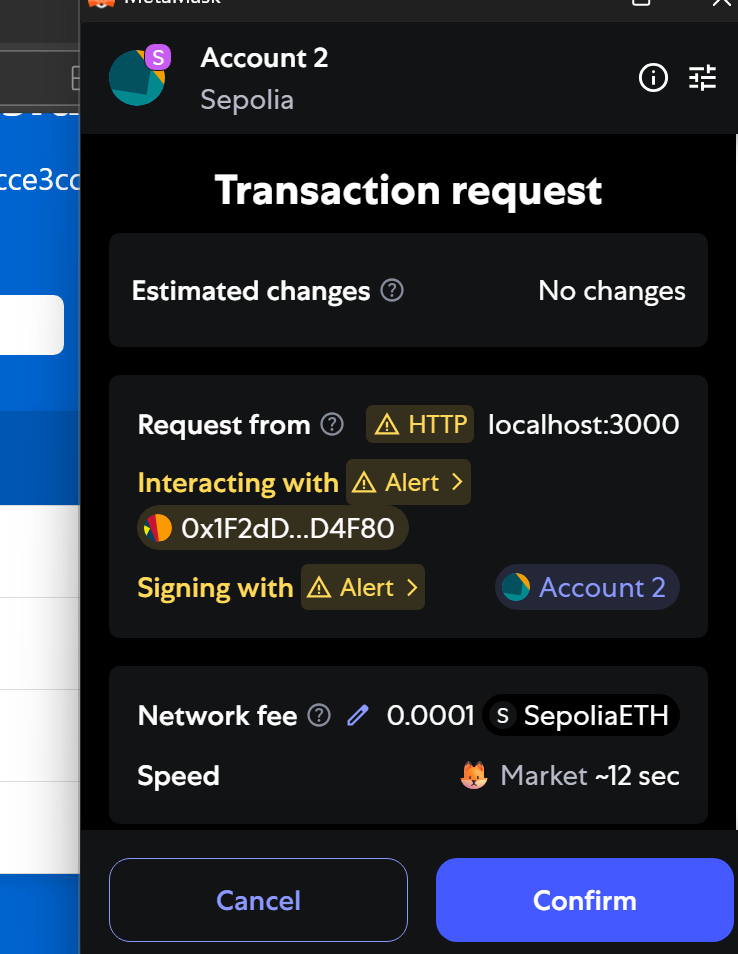 MetaMask
S
Account 2
Sepolia
cce3cc
Transaction request
Estimated changes ? No changes
Request from ? HTTP localhost:3000
Interacting with Alert >
0x1F2dD...D4F80
Signing with Alert > Account 2
Network fee ? 0.0001 S SepoliaETH
Speed Market ~12 sec
Cancel Confirm